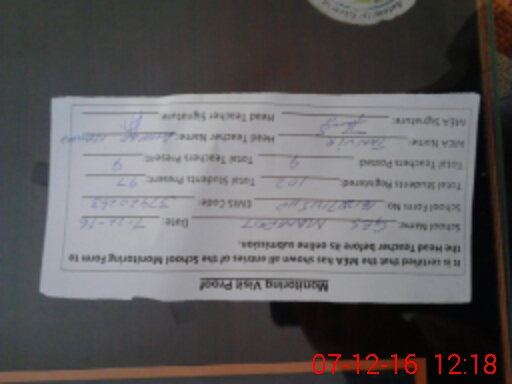 Monitoring Visit Proof
It is certified that the MEA has shown all entries of the School Monitoring Form to
the Head Teacher before its online submission.
School Name: GPS Date: 7-12-16
School Form No: EMIS Code: 37420253
Total Students Registered: 102 Total Students Present: 97
Total Teachers Posted: 9 Total Teachers Present: 9
MEA Name: Head Teacher Name:
MEA Signature: Head Teacher Signature
07-12-16 12:18